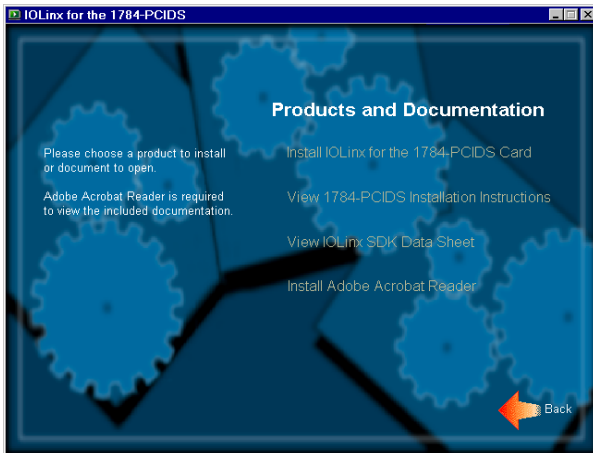 IOLinx for the 1784-PCIDS
Products and Documentation
Please choose a product to install
or document to open.
Adobe Acrobat Reader is required
to view the included documentation.
Install IOLinx for the 1784-PCIDS Card
View 1784-PCIDS Installation Instructions
View IOLinx SDK Data Sheet
Install Adobe Acrobat Reader
Back